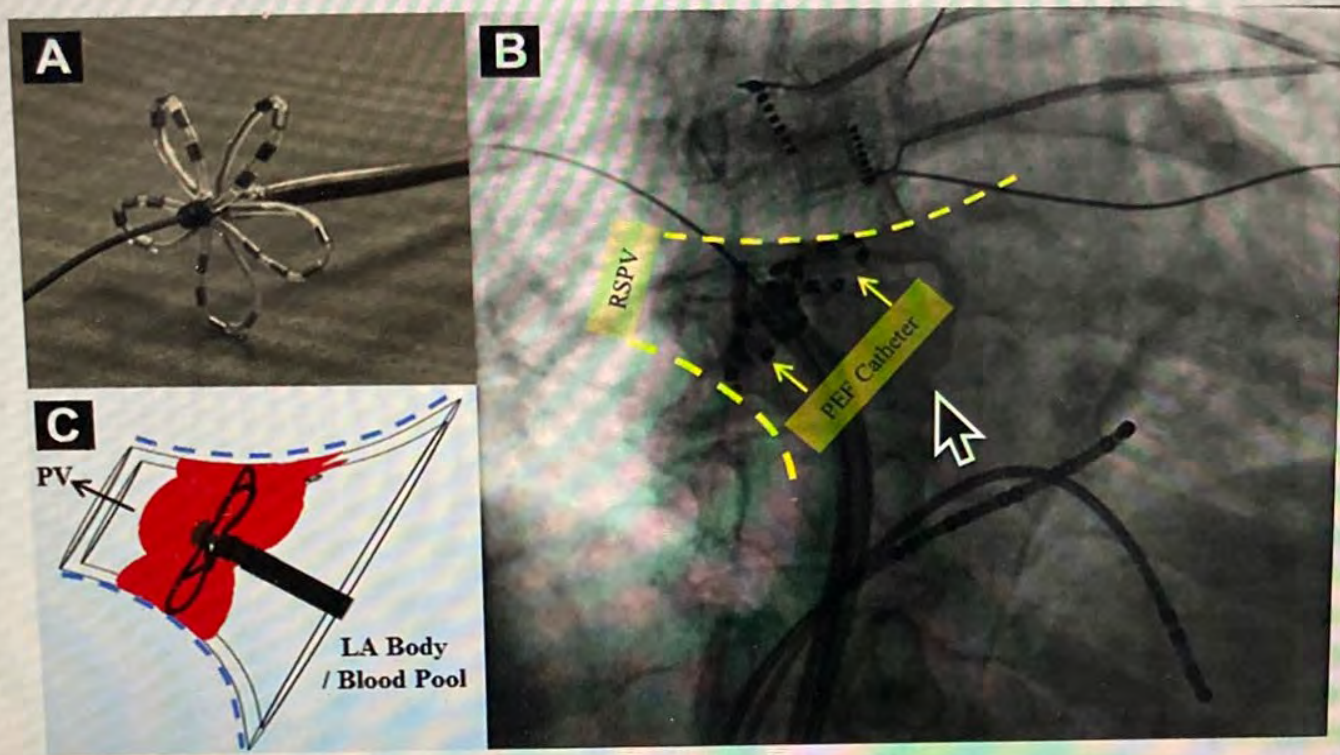 A
B
RSPV
PEF Catheter
C
PV
LA Body
/ Blood Pool